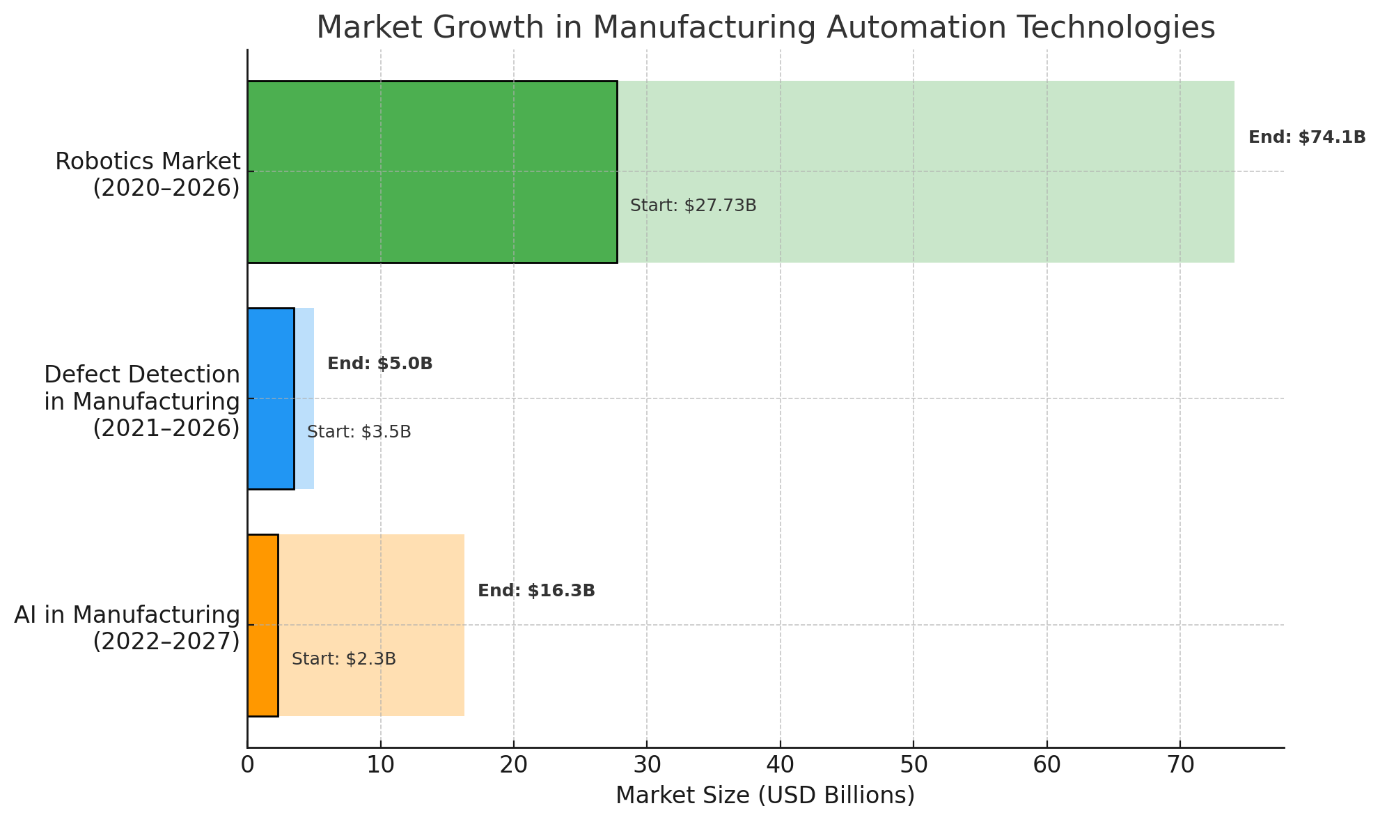 Market Growth in Manufacturing Automation Technologies
Robotics Market
(2020–2026)
End: $74.1B
Start: $27.73B
Defect Detection
in Manufacturing
(2021–2026)
End: $5.0B
Start: $3.5B
AI in Manufacturing
(2022–2027)
End: $16.3B
Start: $2.3B
0 10 20 30 40 50 60 70
Market Size (USD Billions)